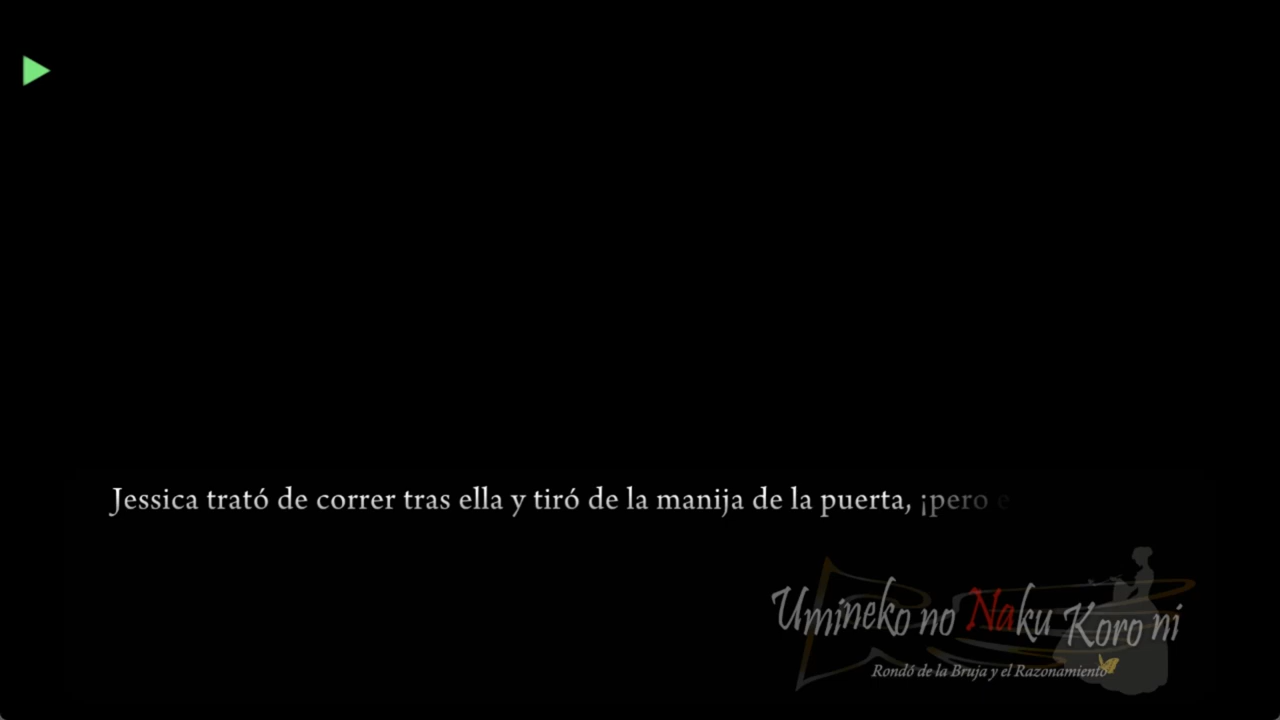 Jessica trató de correr tras ella y tiró de la manija de la puerta, ¡pero e
Umineko no Naku Koro ni
Rondó de la Bruja y el Razonamiento